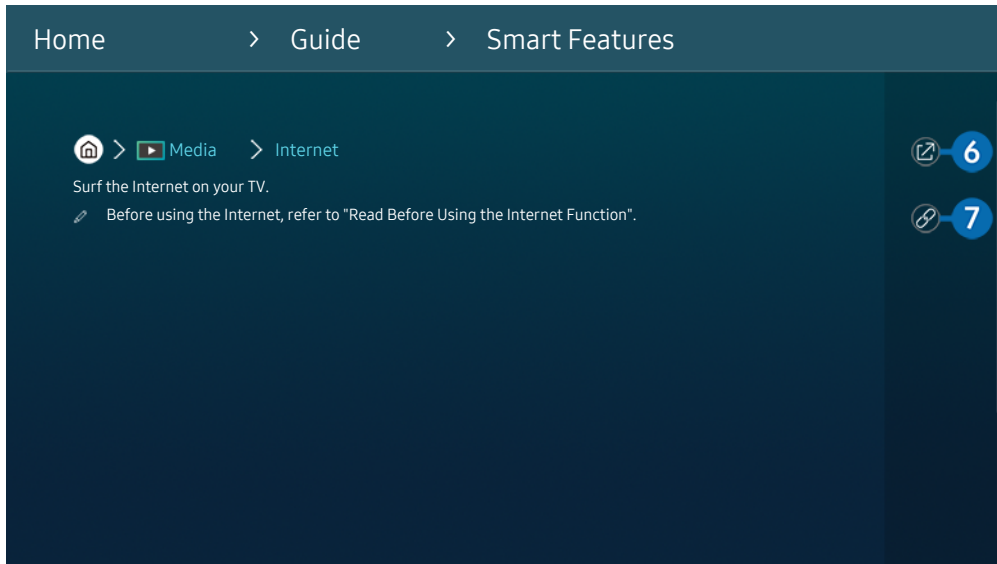 Home > Guide > Smart Features
> Media > Internet
6
Surf the Internet on your TV.
Before using the Internet, refer to "Read Before Using the Internet Function".
7